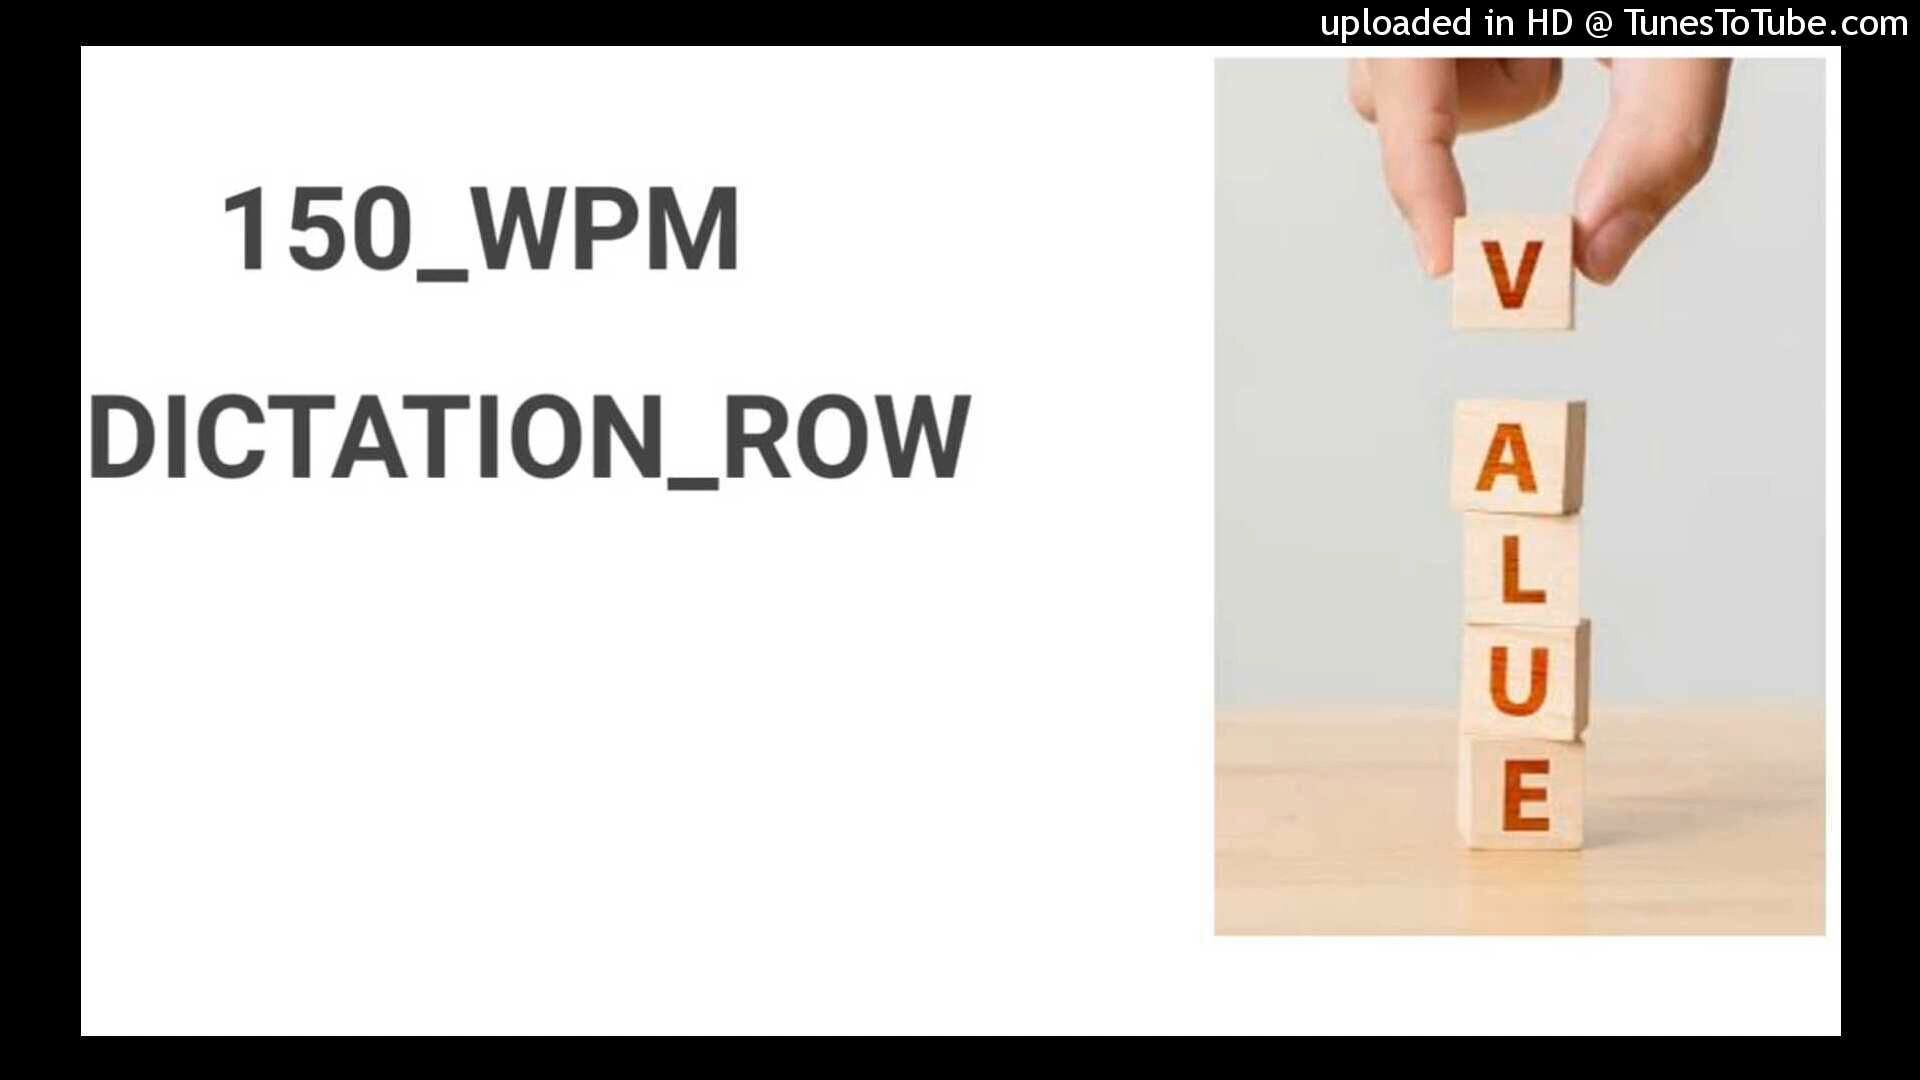 uploaded in HD @ TunesToTube.com
150_WPM
DICTATION_ROW
V
A
L
U
E